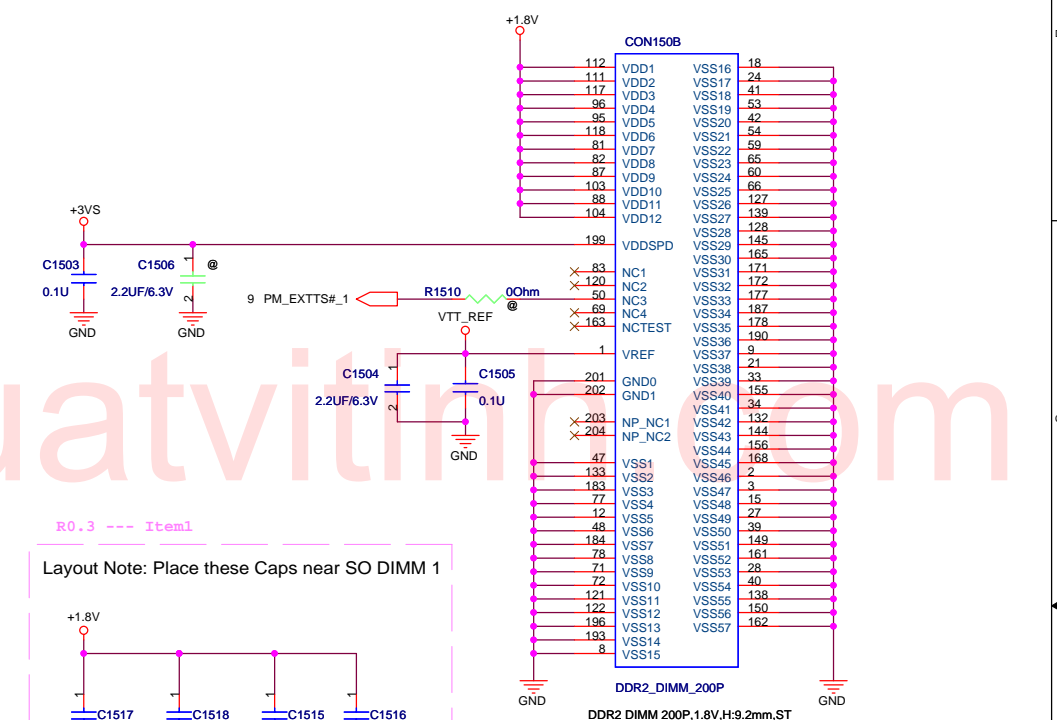 +1.8V
CON150B
112 VDD1 VSS16 18
111 VDD2 VSS17 24
117 VDD3 VSS18 41
96 VDD4 VSS19 53
95 VDD5 VSS20 42
118 VDD6 VSS21 54
81 VDD7 VSS22 59
82 VDD8 VSS23 65
87 VDD9 VSS24 60
103 VDD10 VSS25 66
88 VDD11 VSS26 127
104 VDD12 VSS27 139
VSS28 128
199 VDDSPD VSS29 145
VSS30 165
83 NC1 VSS31 171
120 NC2 VSS32 172
50 NC3 VSS33 177
69 NC4 VSS34 187
163 NCTEST VSS35 178
VSS36 190
1 VREF VSS37 9
VSS38 21
201 GND0 VSS39 33
202 GND1 VSS40 155
VSS41 34
203 NP_NC1 VSS42 132
204 NP_NC2 VSS43 144
VSS44 156
47 VSS1 VSS45 168
133 VSS2 VSS46 2
183 VSS3 VSS47 3
77 VSS4 VSS48 15
12 VSS5 VSS49 27
48 VSS6 VSS50 39
184 VSS7 VSS51 149
78 VSS8 VSS52 161
71 VSS9 VSS53 28
72 VSS10 VSS54 40
121 VSS11 VSS55 138
122 VSS12 VSS56 150
196 VSS13 VSS57 162
193 VSS14
8 VSS15
GND
GND
DDR2_DIMM_200P
DDR2 DIMM 200P,1.8V,H:9.2mm,ST
+3VS
C1503
0.1U
GND
C1506 1 @
2.2UF/6.3V 2
GND
9 PM_EXTTS#_1
R1510 0Ohm
@
VTT_REF
C1504 1
2.2UF/6.3V 2
C1505
0.1U
GND
uatvitinh.com
R0.3 --- Item1
Layout Note: Place these Caps near SO DIMM 1
+1.8V
1 1 1 1
C1517 C1518 C1515 C1516